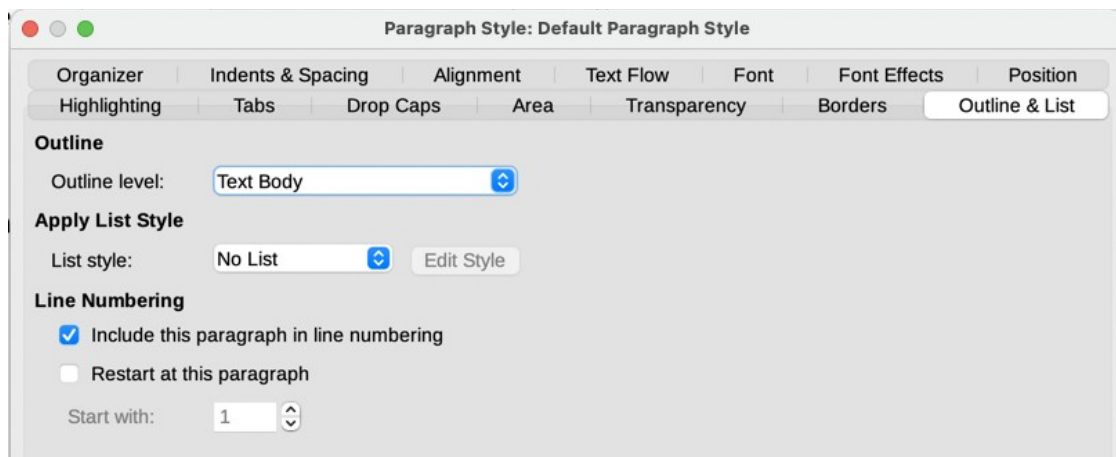 Paragraph Style: Default Paragraph Style
Organizer Indents & Spacing Alignment Text Flow Font Font Effects Position
Highlighting Tabs Drop Caps Area Transparency Borders Outline & List
Outline
Outline level: Text Body
Apply List Style
List style: No List Edit Style
Line Numbering
Include this paragraph in line numbering
Restart at this paragraph
Start with: 1